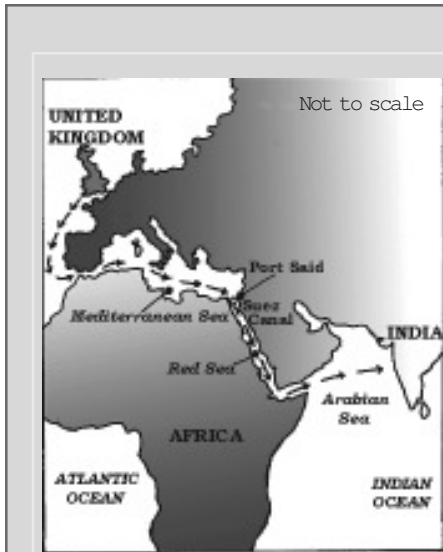 Not to scale
UNITED
KINGDOM
Port Said
Suez
Canal
Mediterranean Sea
INDIA
Red Sea
Arabian
Sea
AFRICA
ATLANTIC
OCEAN
INDIAN
OCEAN